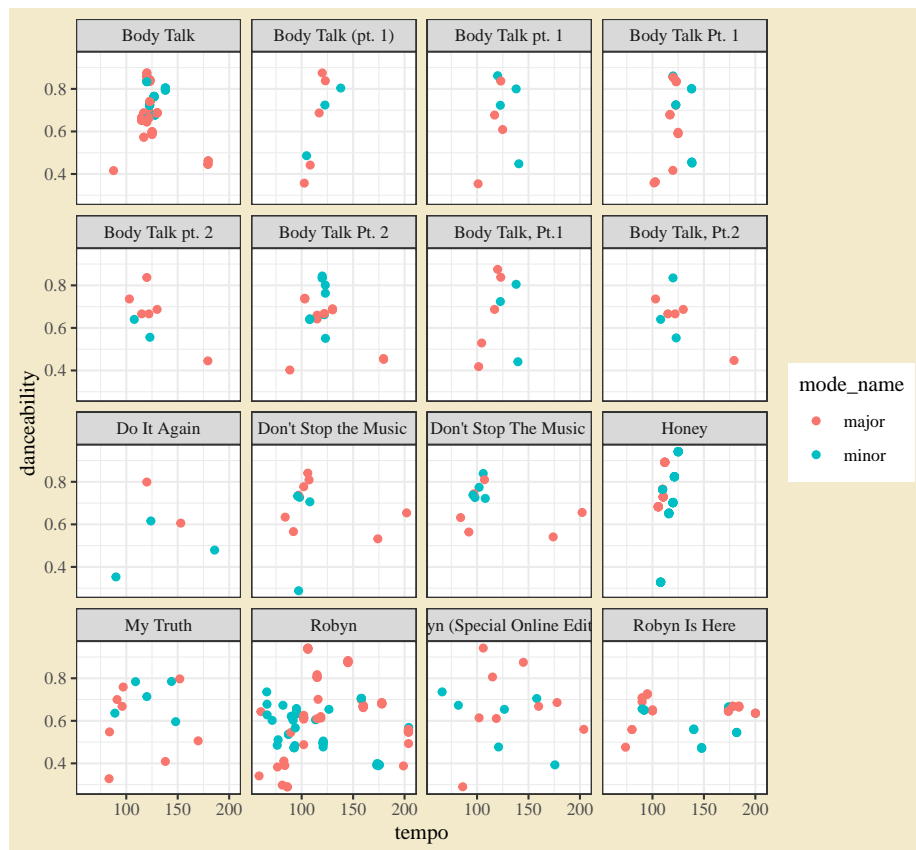 Body Talk
Body Talk (pt. 1)
Body Talk pt. 1
Body Talk Pt. 1
0.8
0.6
0.4
Body Talk pt. 2
Body Talk Pt. 2
Body Talk, Pt.1
Body Talk, Pt.2
0.8
0.6
0.4
danceability
mode_name
major
minor
Do It Again
Don't Stop the Music
Don't Stop The Music
Honey
0.8
0.6
0.4
My Truth
Robyn
yn (Special Online Edit
Robyn Is Here
0.8
0.6
0.4
100 150 200 100 150 200 100 150 200 100 150 200
tempo